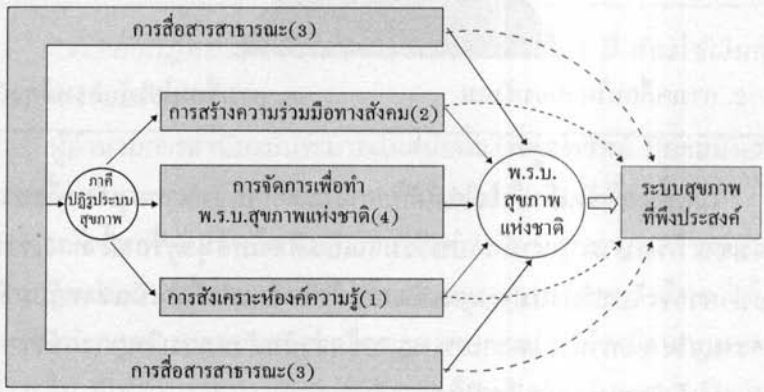 การสื่อสารสาธารณะ(3)
การสร้างความร่วมมือทางสังคม(2)
ภาคี
ปฏิรูประบบ
สุขภาพ
การจัดการเพื่อทำ
พ.ร.บ.สุขภาพแห่งชาติ(4)
พ.ร.บ.
สุขภาพ
แห่งชาติ
ระบบสุขภาพ
ที่พึงประสงค์
การสังเคราะห์องค์ความรู้(1)
การสื่อสารสาธารณะ(3)